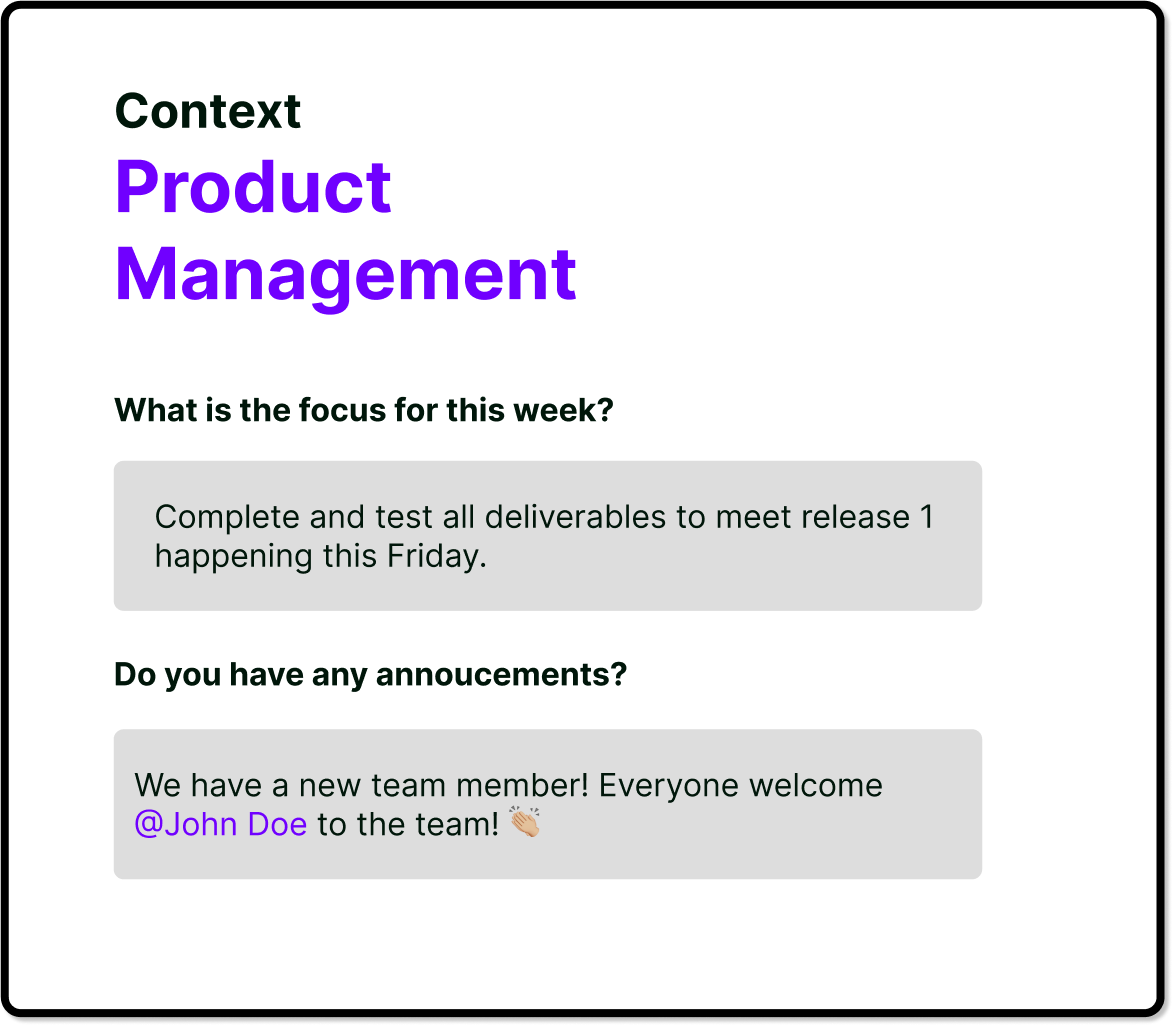 Context
Product
Management
What is the focus for this week?
Complete and test all deliverables to meet release 1
happening this Friday.
Do you have any annoucements?
We have a new team member! Everyone welcome
@John Doe to the team! 👏🏼